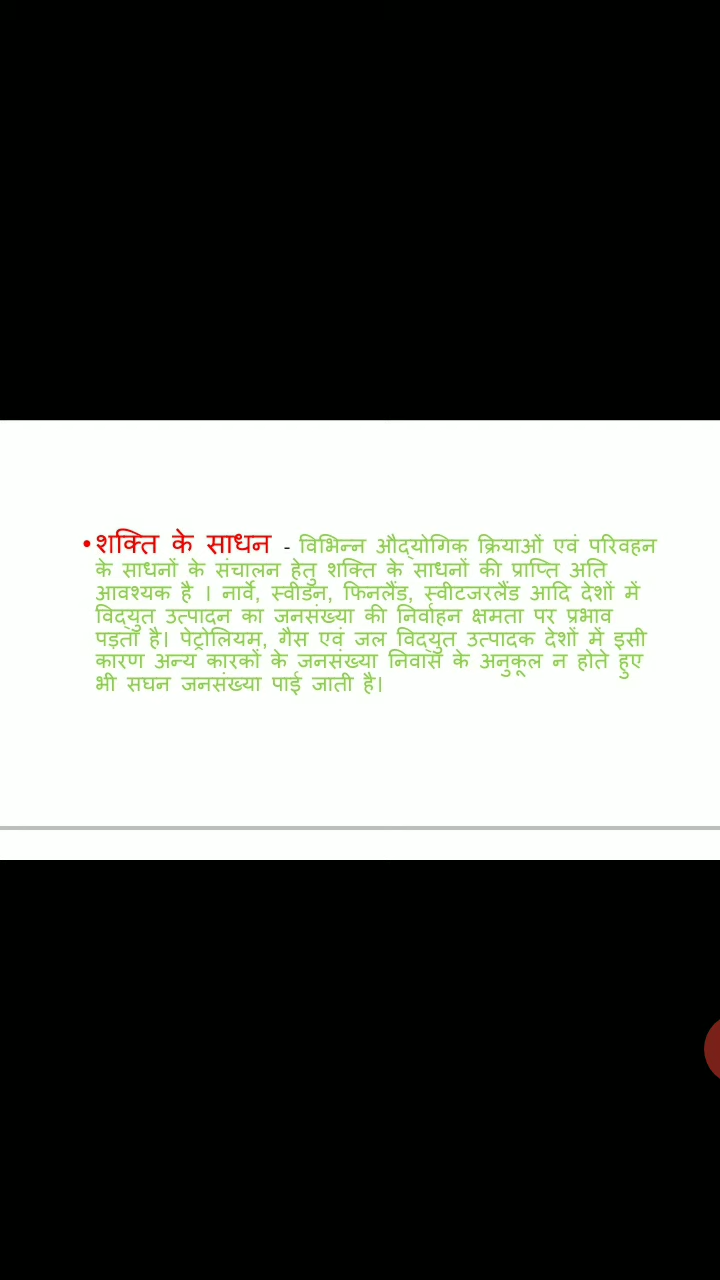 •शक्ति के साधन - विभिन्न औद्योगिक क्रियाओं एवं परिवहन
के साधनों के संचालन हेतु शक्ति के साधनों की प्राप्ति अति
आवश्यक है । नार्वे, स्वीडन, फिनलैंड, स्वीटजरलैंड आदि देशों में
विद्युत उत्पादन का जनसंख्या की निर्वाहन क्षमता पर प्रभाव
पड़ता है। पेट्रोलियम, गैस एवं जल विद्युत उत्पादक देशों में इसी
कारण अन्य कारकों के जनसंख्या निवास के अनुकूल न होते हुए
भी सघन जनसंख्या पाई जाती है।